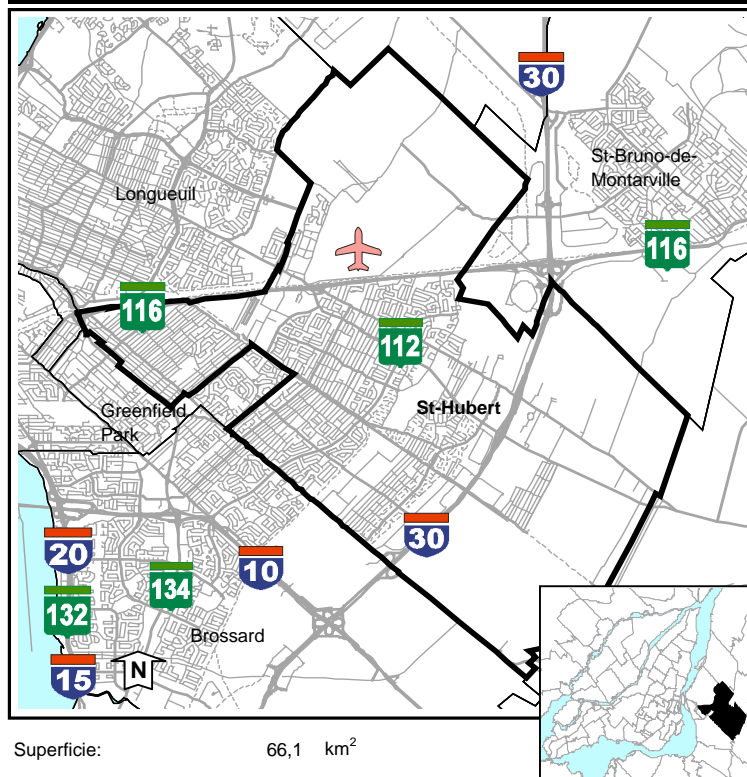 30
St-Bruno-de-
Montarville
Longueuil
116
116
112
St-Hubert
Greenfield
Park
30
20
10
134
132
Brossard
N
15
Superficie: 66,1 km²